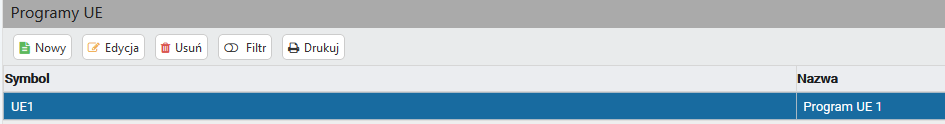 Programy UE
Nowy Edycja Usuń Filtr Drukuj
Symbol Nazwa
UE1 Program UE 1